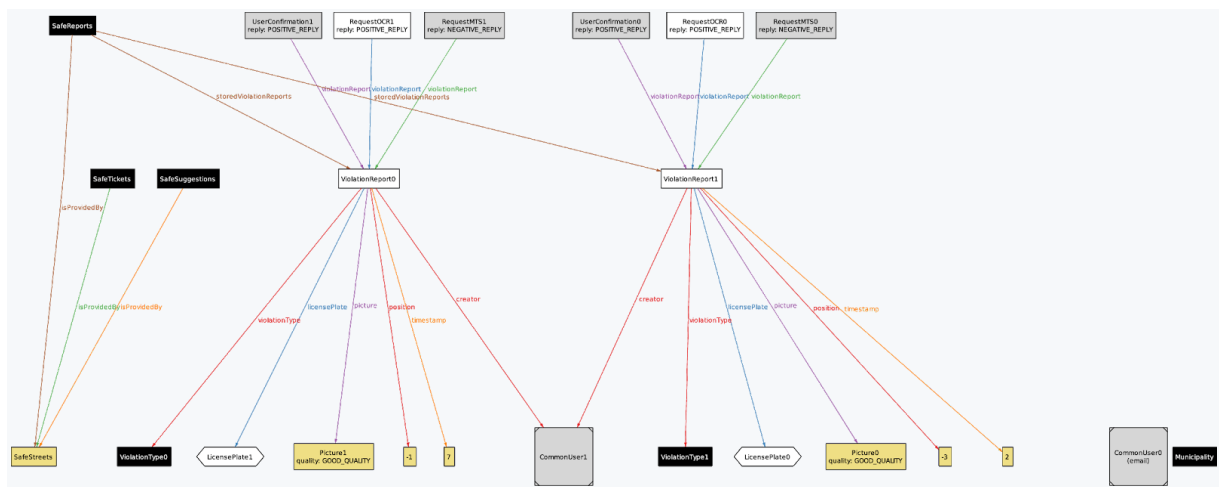 SafeReports
UserConfirmation1
reply: POSITIVE_REPLY
RequestOCR1
reply: POSITIVE_REPLY
RequestMTS1
reply: NEGATIVE_REPLY
UserConfirmation0
reply: POSITIVE_REPLY
RequestOCR0
reply: POSITIVE_REPLY
RequestMTS0
reply: NEGATIVE_REPLY
violationReport
violationReport
violationReport
storedViolationReports
storedViolationReports
violationReport
violationReport
violationReport
SafeTickets
SafeSuggestions
ViolationReport0
ViolationReport1
isProvidedBy
isProvidedBy
isProvidedBy
violationType
licensePlate
picture
position
timestamp
creator
creator
violationType
licensePlate
picture
position
timestamp
SafeStreets
ViolationType0
LicensePlate1
Picture1
quality: GOOD_QUALITY
-1
7
CommonUser1
ViolationType1
LicensePlate0
Picture0
quality: GOOD_QUALITY
-3
2
CommonUser0
(email)
Municipality